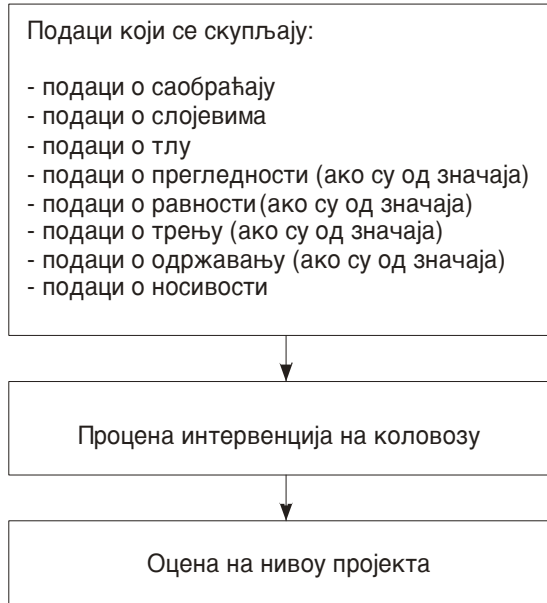 Подаци који се скупљају:
- подаци о саобраћају
- подаци о слојевима
- подаци о тлу
- подаци о прегледности (ако су од значаја)
- подаци о равности (ако су од значаја)
- подаци о трењу (ако су од значаја)
- подаци о одржавању (ако су од значаја)
- подаци о носивости
Процена интервенција на коловозу
Оцена на нивоу пројекта